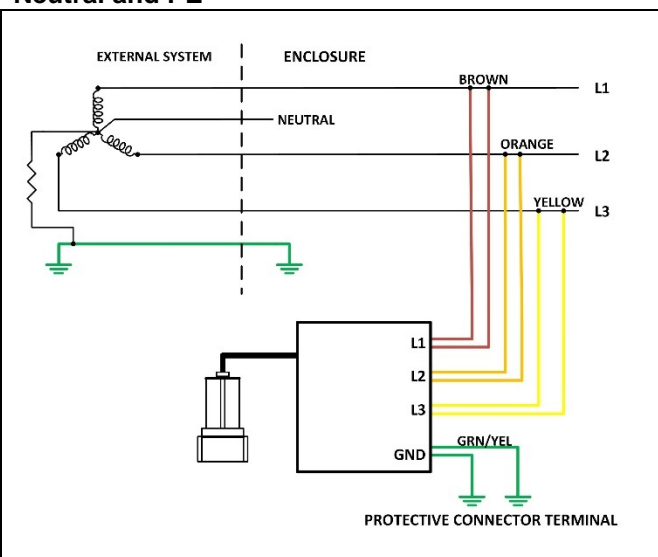 Neutral and PE
EXTERNAL SYSTEM
ENCLOSURE
BROWN
L1
NEUTRAL
ORANGE
L2
YELLOW
L3
L1
L2
L3
GND
GRN/YEL
PROTECTIVE CONNECTOR TERMINAL